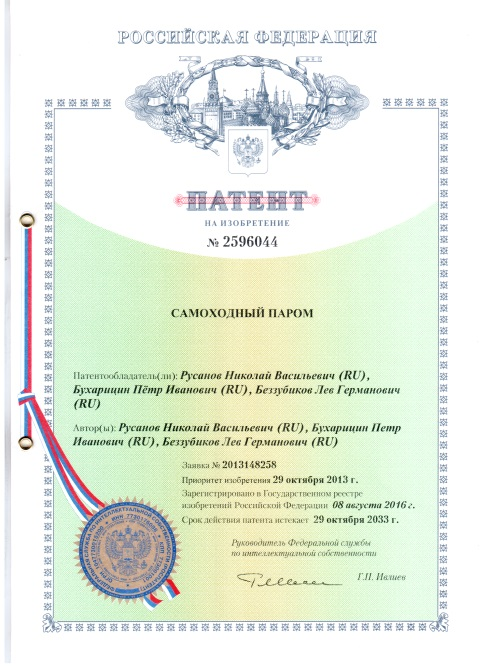 РОССИЙСКАЯ ФЕДЕРАЦИЯ
ПАТЕНТ
НА ИЗОБРЕТЕНИЕ
№ 2596044
САМОХОДНЫЙ ПАРОМ
Патентообладатель(ли): Русанов Николай Васильевич (RU),
Бухарицин Пётр Иванович (RU), Беззубиков Лев Германович
(RU)
Автор(ы): Русанов Николай Васильевич (RU), Бухарицин Петр
Иванович (RU), Беззубиков Лев Германович (RU)
Заявка № 2013148258
Приоритет изобретения 29 октября 2013 г.
Зарегистрировано в Государственном реестре
изобретений Российской Федерации 08 августа 2016 г.
Срок действия патента истекает 29 октября 2033 г.
Руководитель Федеральной службы
по интеллектуальной собственности
Г.П. Ивлиев